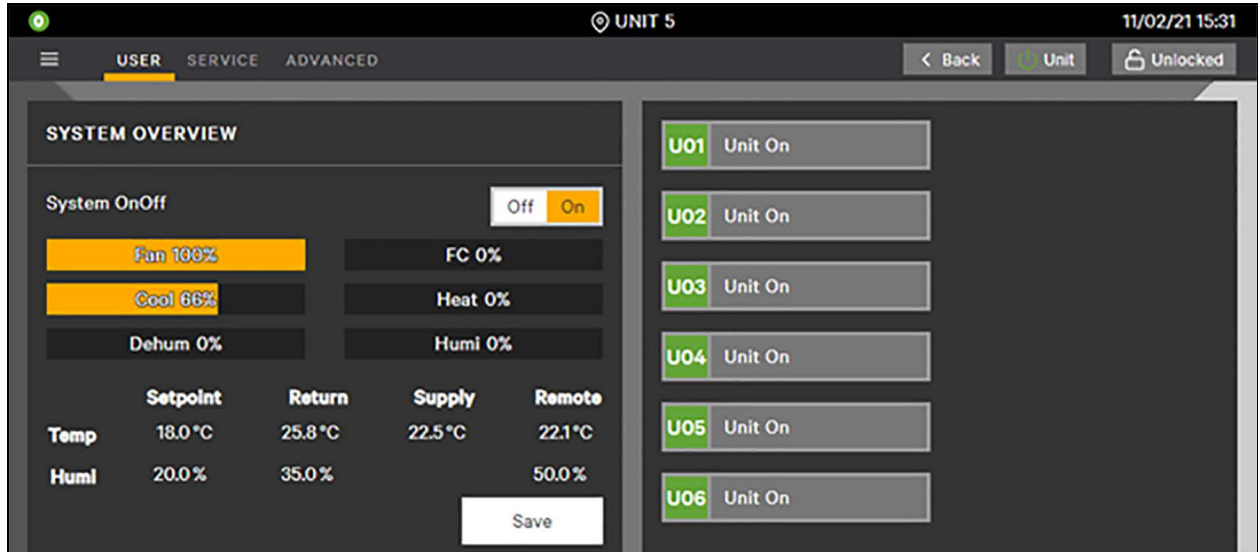 UNIT 5 11/02/21 15:31
USER SERVICE ADVANCED < Back Unit Unlocked
SYSTEM OVERVIEW
System OnOff Off On
Fan 100% FC 0%
Cool 66% Heat 0%
Dehum 0% Humi 0%
Setpoint Return Supply Remote
Temp 18.0°C 25.8°C 22.5°C 22.1°C
Humi 20.0% 35.0% 50.0%
Save
U01 Unit On
U02 Unit On
U03 Unit On
U04 Unit On
U05 Unit On
U06 Unit On